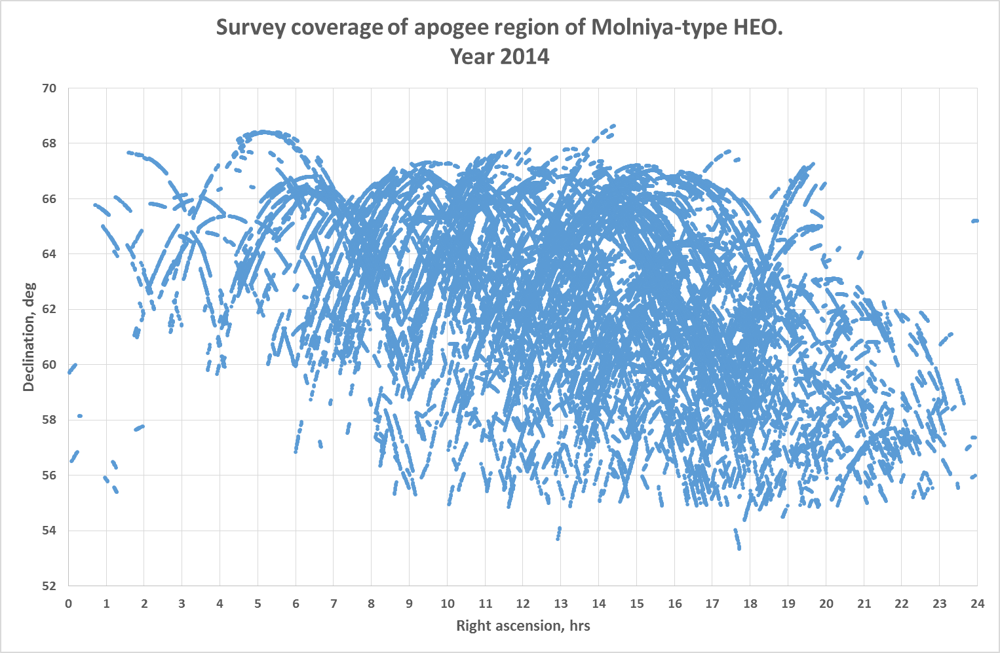 Survey coverage of apogee region of Molniya-type HEO.
Year 2014
70
68
66
64
62
60
58
56
54
52
Declination, deg
0 1 2 3 4 5 6 7 8 9 10 11 12 13 14 15 16 17 18 19 20 21 22 23 24
Right ascension, hrs